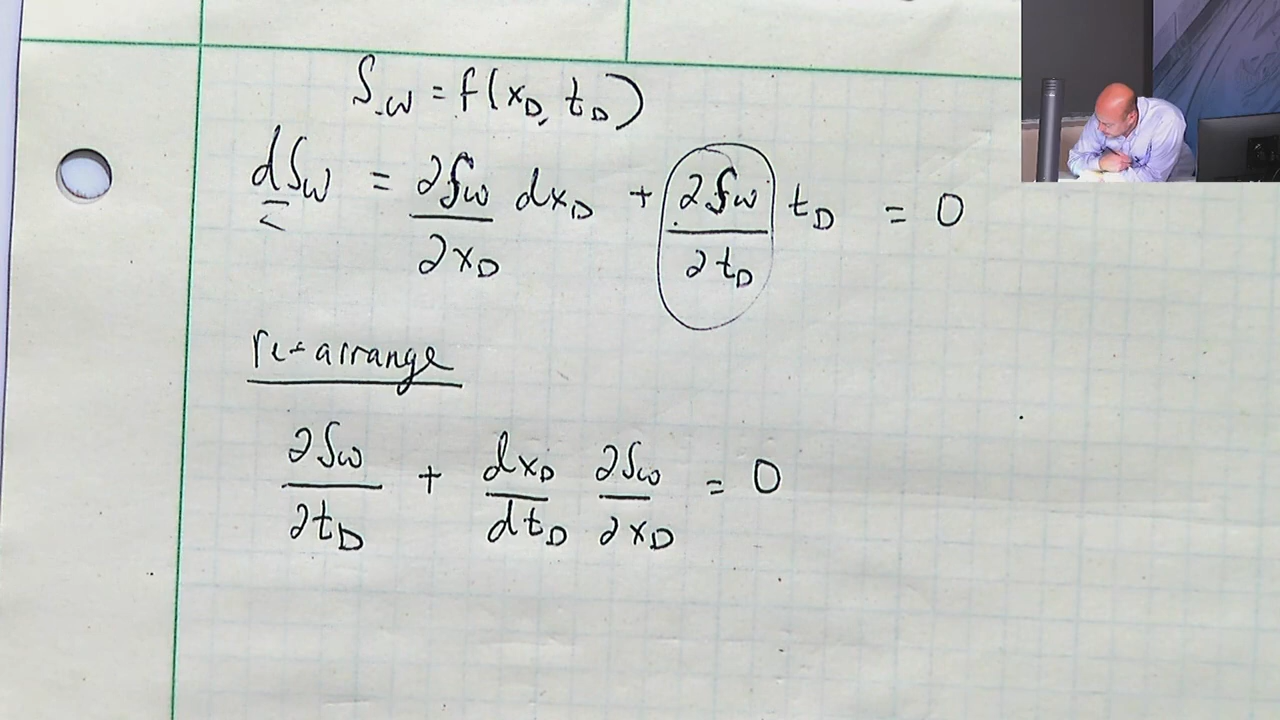 S_w = f(x_D, t_D)
dS_w = ∂S_w/∂x_D dx_D + ∂S_w/∂t_D t_D = 0
re-arrange
∂S_w/∂t_D + dx_D/dt_D ∂S_w/∂x_D = 0